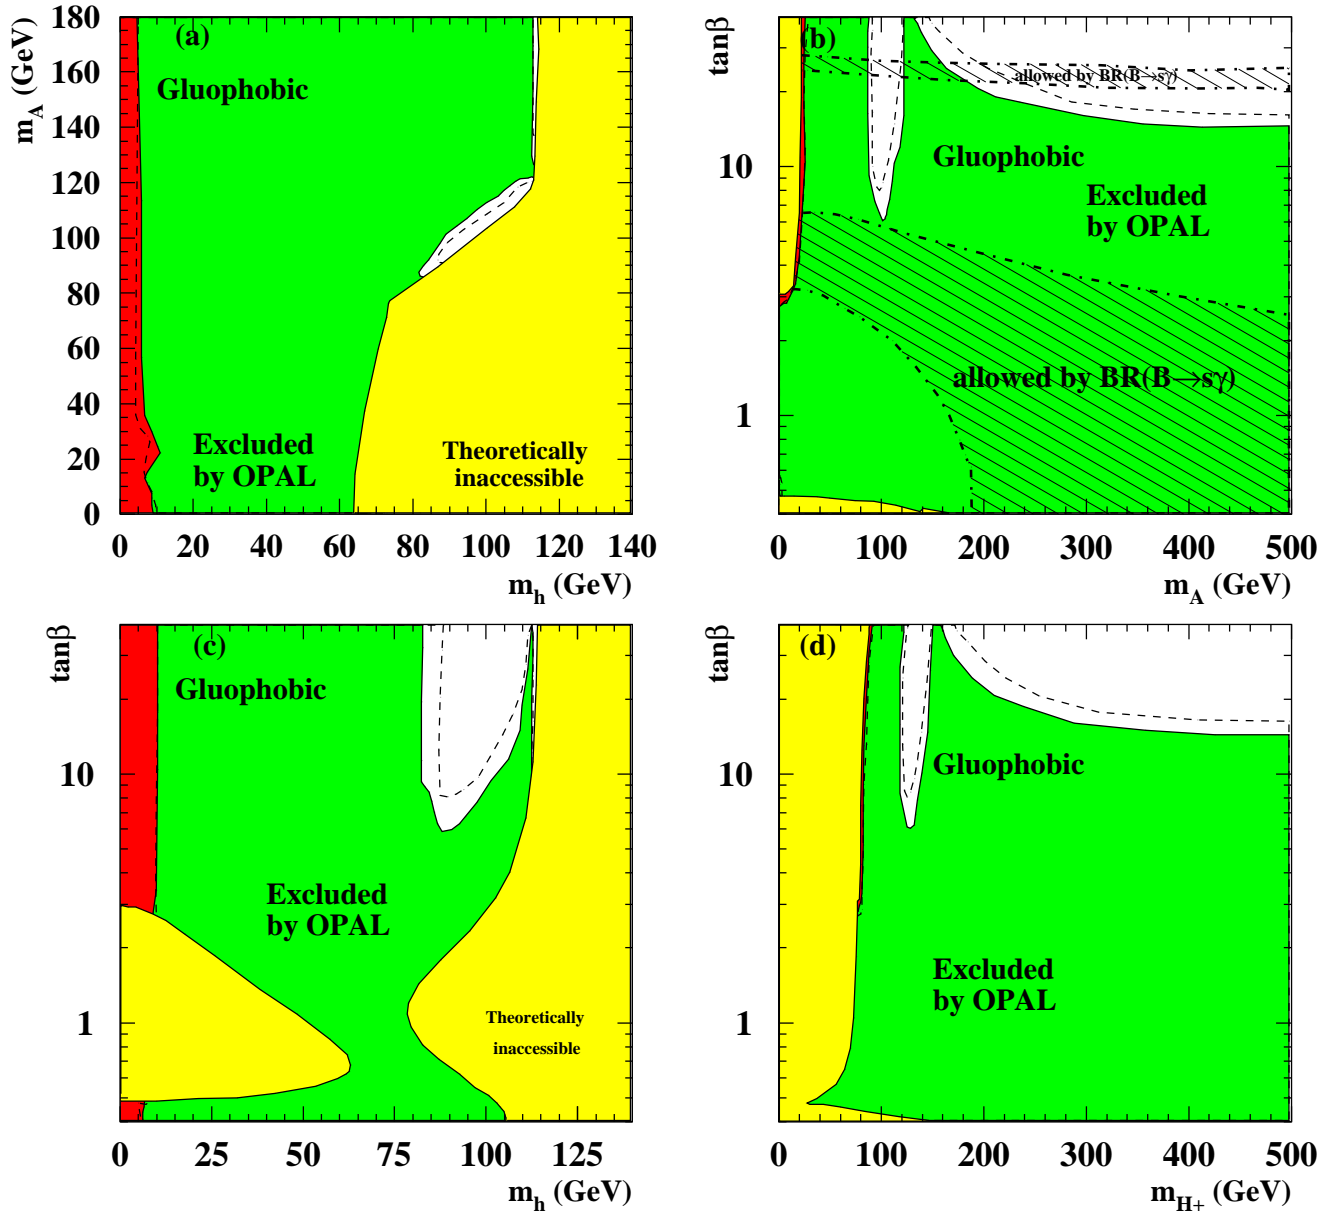 180
160
140
120
100
80
60
40
20
0
m_A (GeV)
(a)
Gluophobic
Excluded
by OPAL
Theoretically
inaccessible
0 20 40 60 80 100 120 140
m_h (GeV)
tanβ
10
1
(b)
allowed by BR(B→sγ)
Gluophobic
Excluded
by OPAL
allowed by BR(B→sγ)
0 100 200 300 400 500
m_A (GeV)
tanβ
10
1
(c)
Gluophobic
Excluded
by OPAL
Theoretically
inaccessible
0 25 50 75 100 125
m_h (GeV)
tanβ
10
1
(d)
Gluophobic
Excluded
by OPAL
0 100 200 300 400 500
m_H+ (GeV)